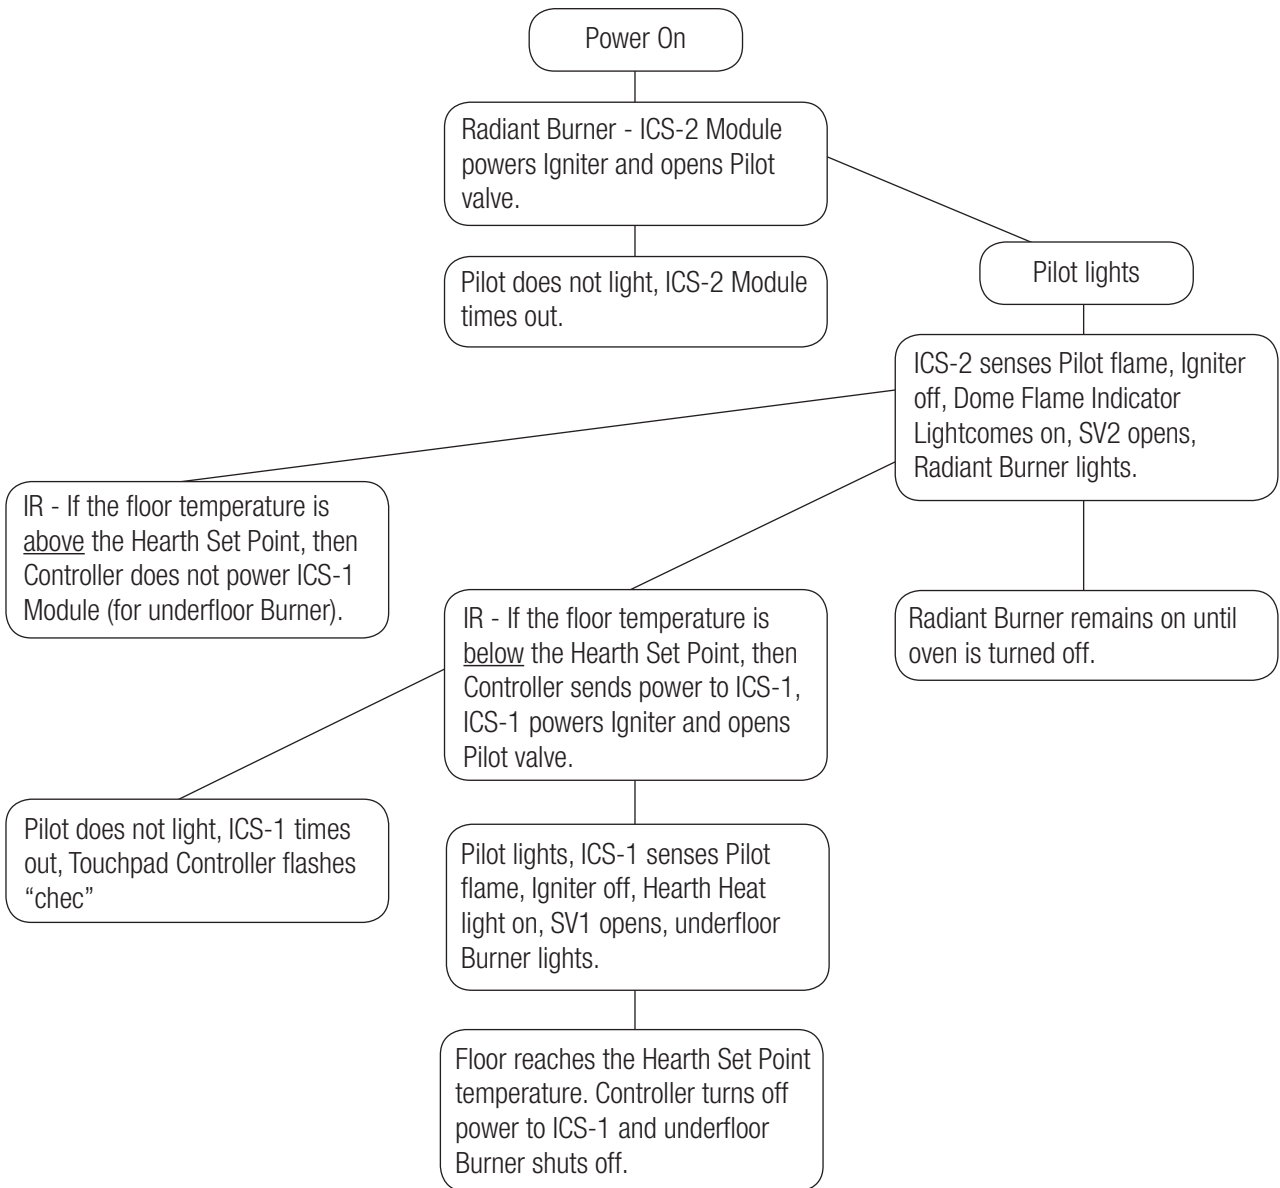 Power On
Radiant Burner - ICS-2 Module
powers Igniter and opens Pilot
valve.
Pilot does not light, ICS-2 Module
times out.
Pilot lights
ICS-2 senses Pilot flame, Igniter
off, Dome Flame Indicator
Lightcomes on, SV2 opens,
Radiant Burner lights.
IR - If the floor temperature is
above the Hearth Set Point, then
Controller does not power ICS-1
Module (for underfloor Burner).
IR - If the floor temperature is
below the Hearth Set Point, then
Controller sends power to ICS-1,
ICS-1 powers Igniter and opens
Pilot valve.
Radiant Burner remains on until
oven is turned off.
Pilot does not light, ICS-1 times
out, Touchpad Controller flashes
“chec”
Pilot lights, ICS-1 senses Pilot
flame, Igniter off, Hearth Heat
light on, SV1 opens, underfloor
Burner lights.
Floor reaches the Hearth Set Point
temperature. Controller turns off
power to ICS-1 and underfloor
Burner shuts off.